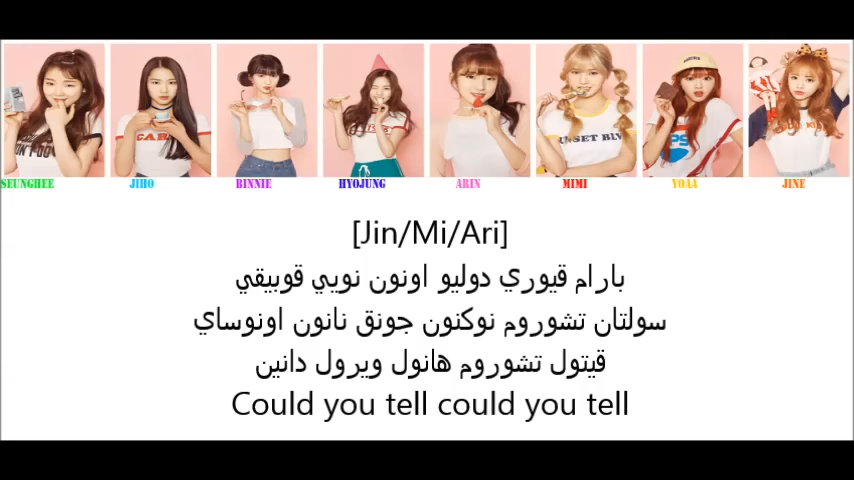 SEUNGHEE JIHO BINNIE HYOJUNG ARIN MIMI YOAA JINE
[Jin/Mi/Ari]
بارام قيوري دوليو اونون نويي قوبيقي
سولتان تشوروم نوكنون جونق نانون اونوساي
قيتول تشوروم هانول ويرول دانين
Could you tell could you tell